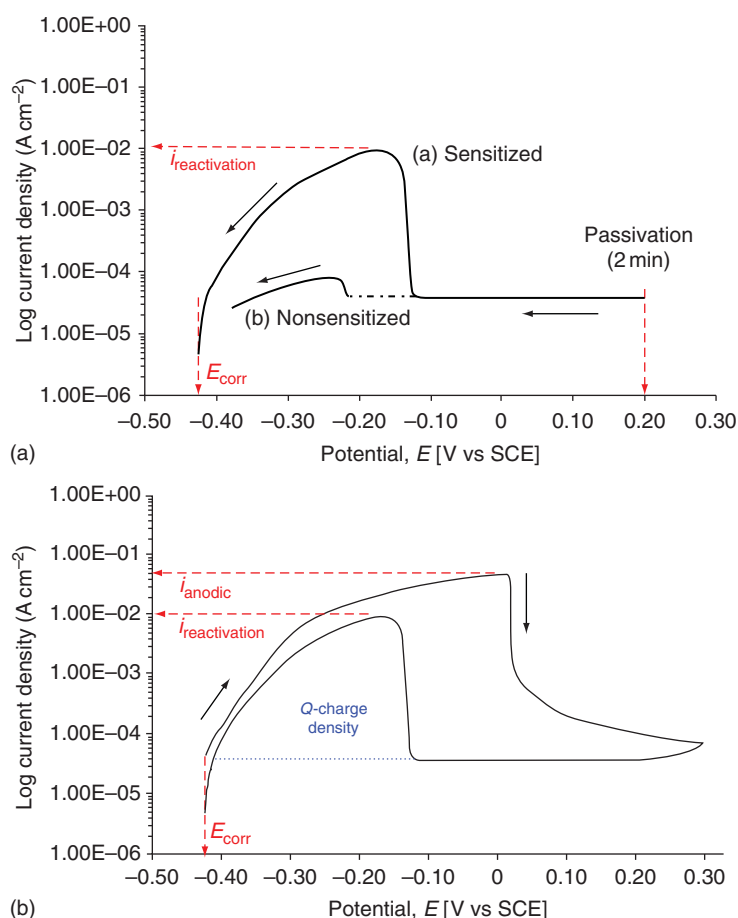 1.00E+00
1.00E–01
1.00E–02
1.00E–03
1.00E–04
1.00E–05
1.00E–06
Log current density (A cm–2)
ireactivation
(a) Sensitized
Passivation
(2 min)
(b) Nonsensitized
Ecorr
–0.50 –0.40 –0.30 –0.20 –0.10 0 0.10 0.20 0.30
(a)
Potential, E [V vs SCE]
1.00E+00
1.00E–01
1.00E–02
1.00E–03
1.00E–04
1.00E–05
1.00E–06
Log current density (A cm–2)
ianodic
ireactivation
Q-charge
density
Ecorr
–0.50 –0.40 –0.30 –0.20 –0.10 0 0.10 0.20 0.30
(b)
Potential, E [V vs SCE]